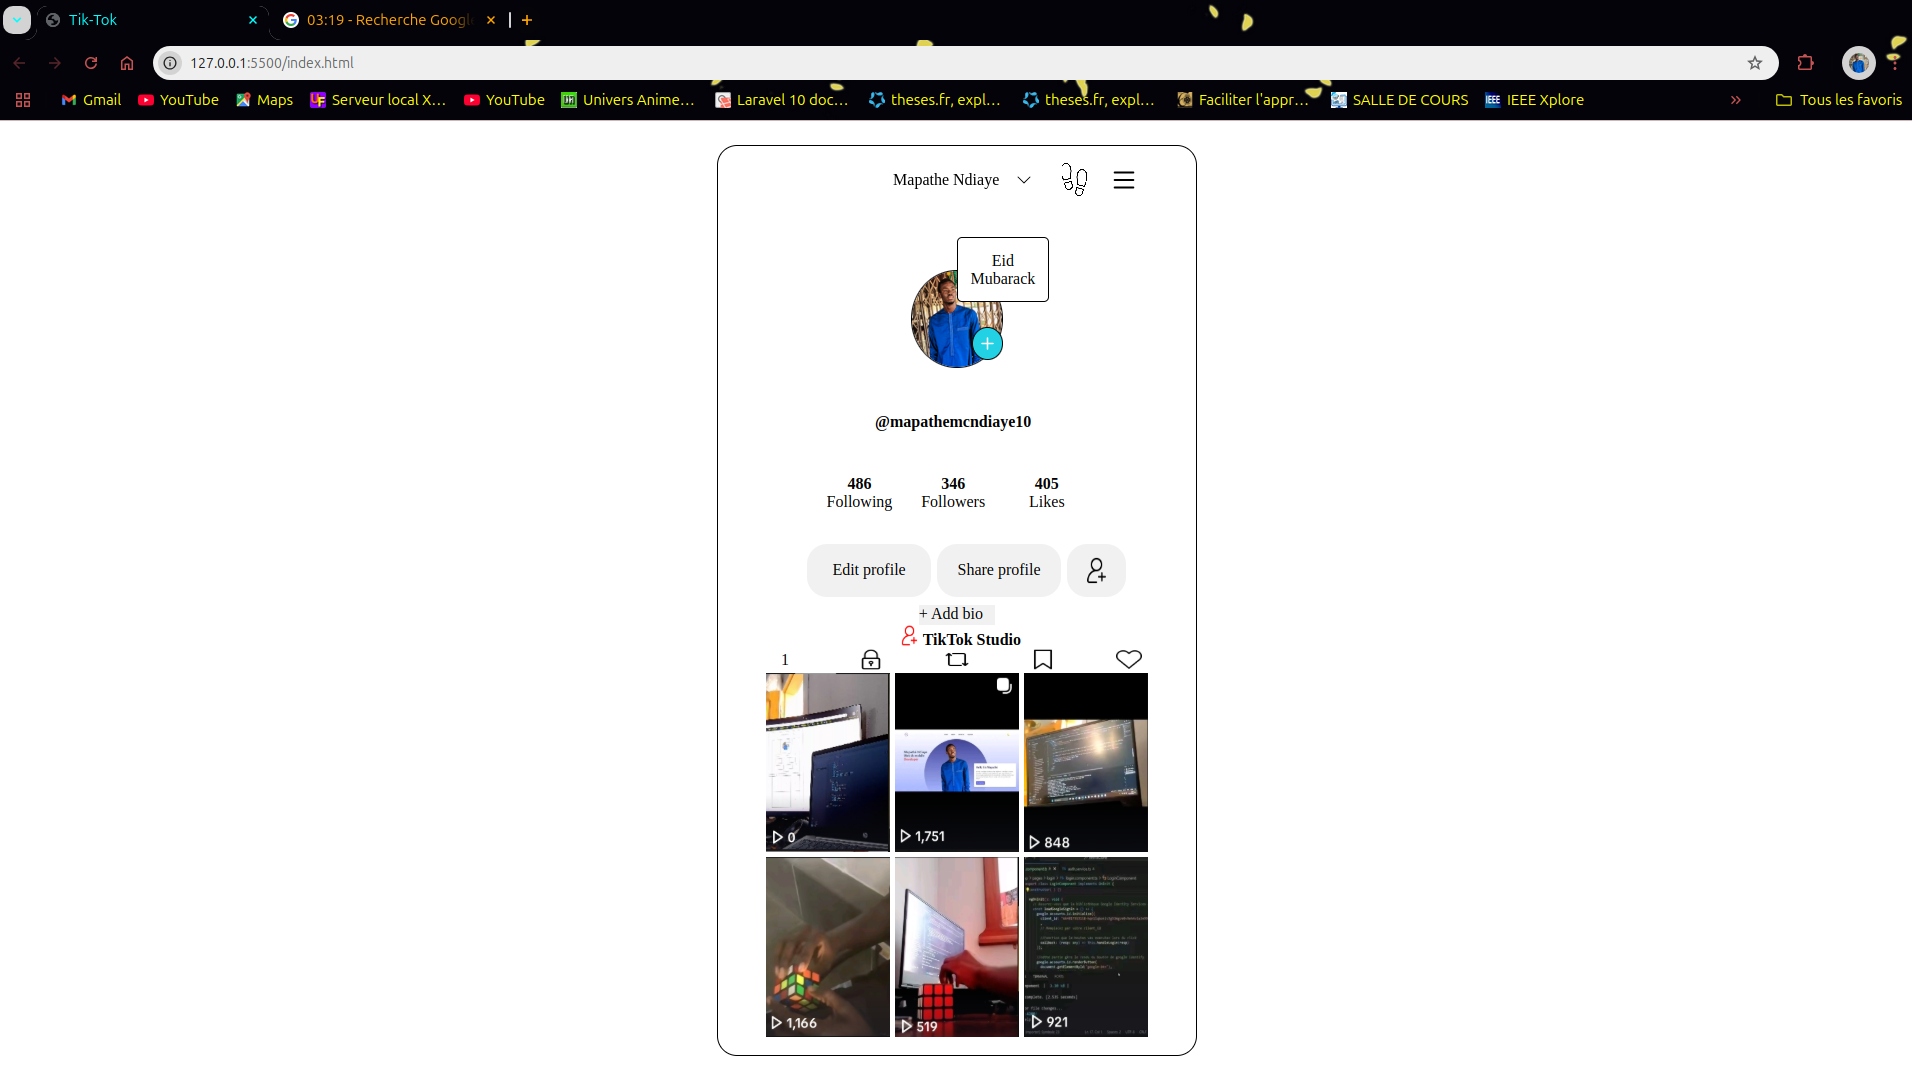 Tik-Tok
03:19 - Recherche Googl
127.0.0.1:5500/index.html
Gmail YouTube Maps Serveur local X… YouTube Univers Anime… Laravel 10 doc… theses.fr, expl… theses.fr, expl… Faciliter l'appr… SALLE DE COURS IEEE IEEE Xplore » Tous les favoris
Mapathe Ndiaye
Eid
Mubarack
@mapathemcndiaye10
486 346 405
Following Followers Likes
Edit profile Share profile
+ Add bio
TikTok Studio
1
0 1,751 848
1,166 519 921